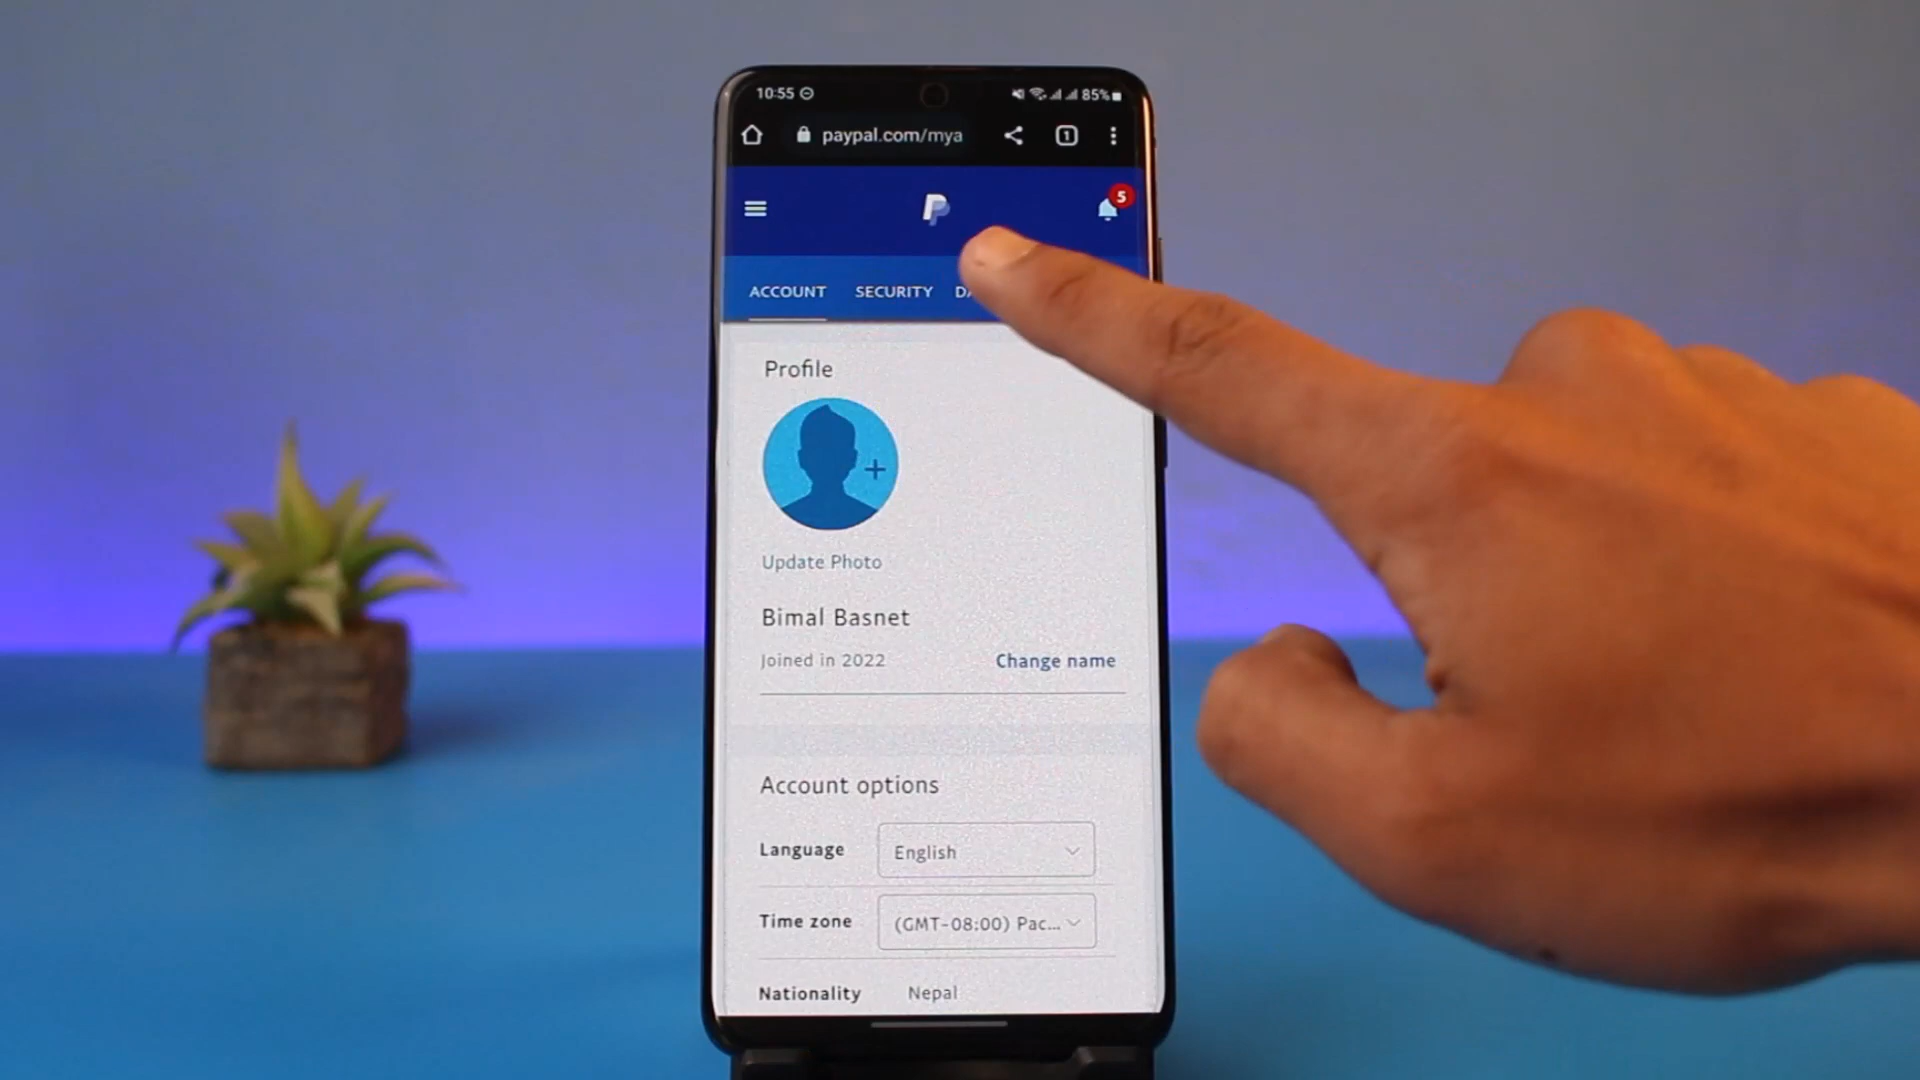 10:55
85%
paypal.com/mya
1
5
ACCOUNT SECURITY
Profile
Update Photo
Bimal Basnet
Joined in 2022 Change name
Account options
Language English
Time zone (GMT-08:00) Pac...
Nationality Nepal